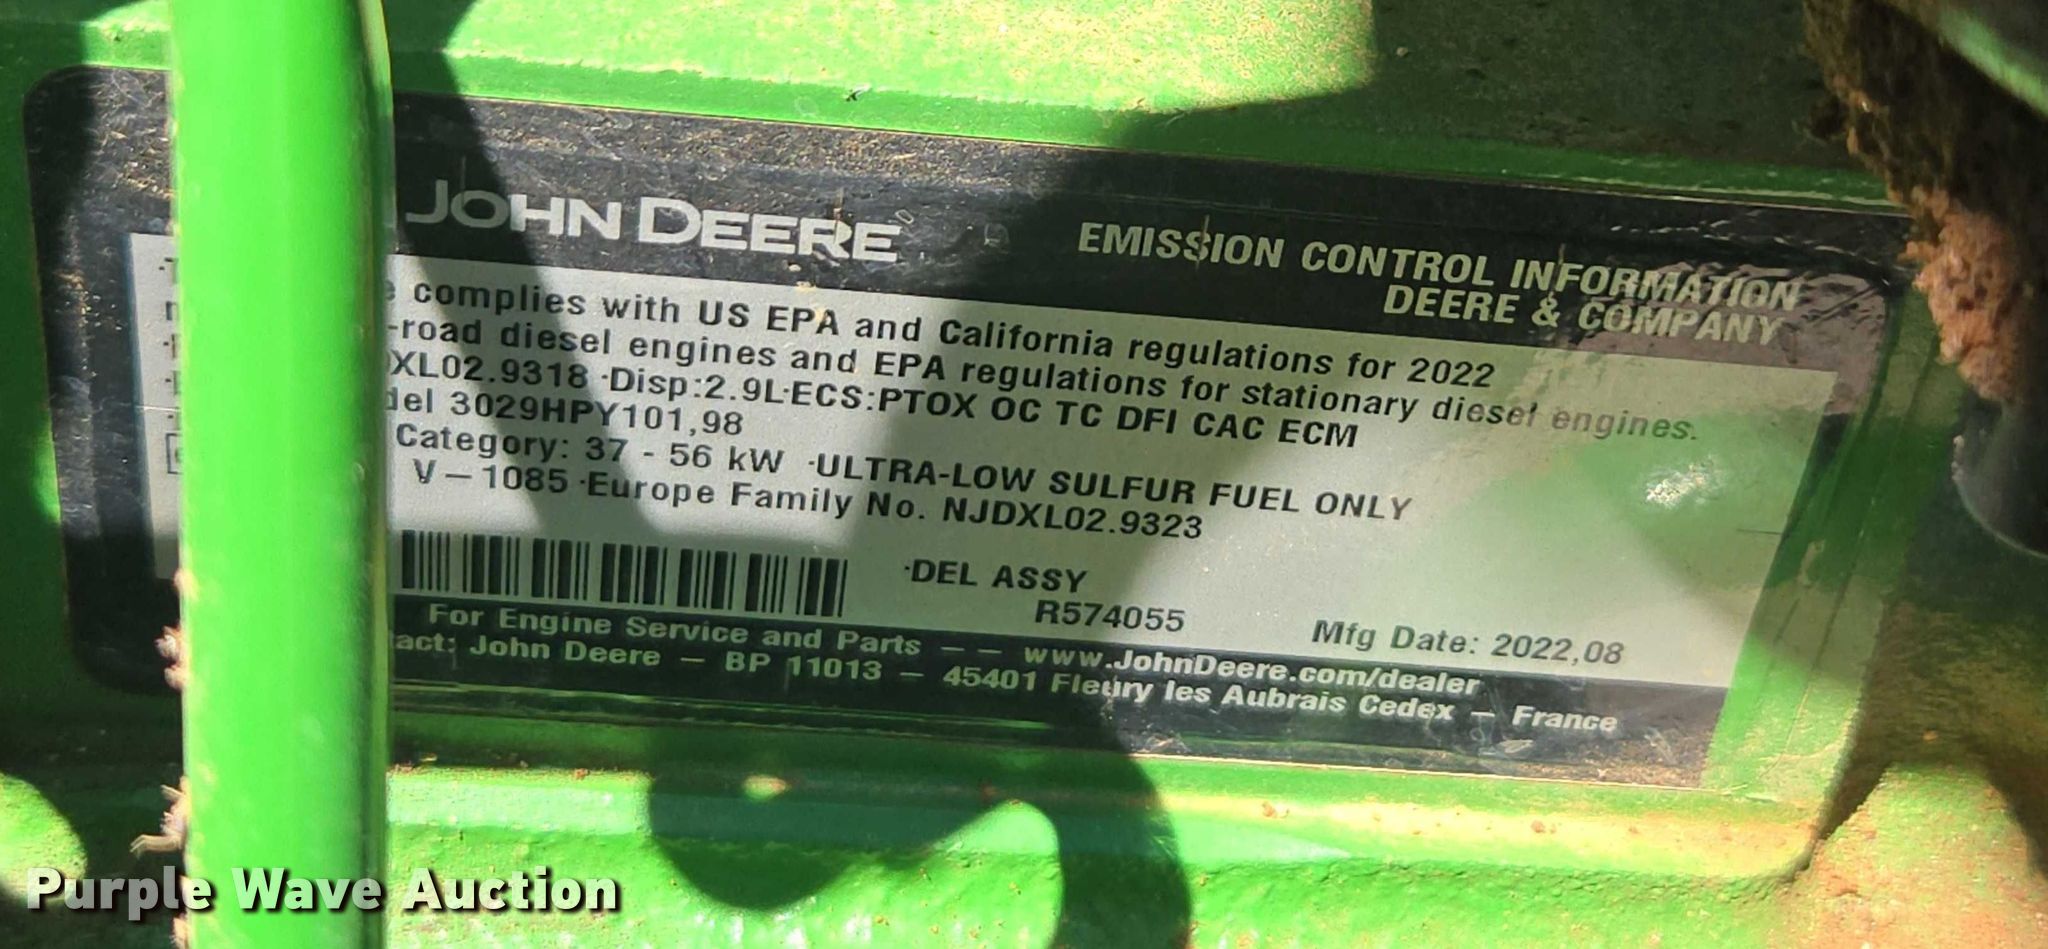 JOHN DEERE
EMISSION CONTROL INFORMATION
DEERE & COMPANY
complies with US EPA and California regulations for 2022
-road diesel engines and EPA regulations for stationary diesel engines.
XL02.9318 ·Disp:2.9L·ECS:PTOX OC TC DFI CAC ECM
del 3029HPY101,98
Category: 37 - 56 kW ·ULTRA-LOW SULFUR FUEL ONLY
V – 1085 ·Europe Family No. NJDXL02.9323
·DEL ASSY
R574055
Mfg Date: 2022,08
For Engine Service and Parts – – www.JohnDeere.com/dealer
tact: John Deere – BP 11013 – 45401 Fleury les Aubrais Cedex – France
Purple Wave Auction